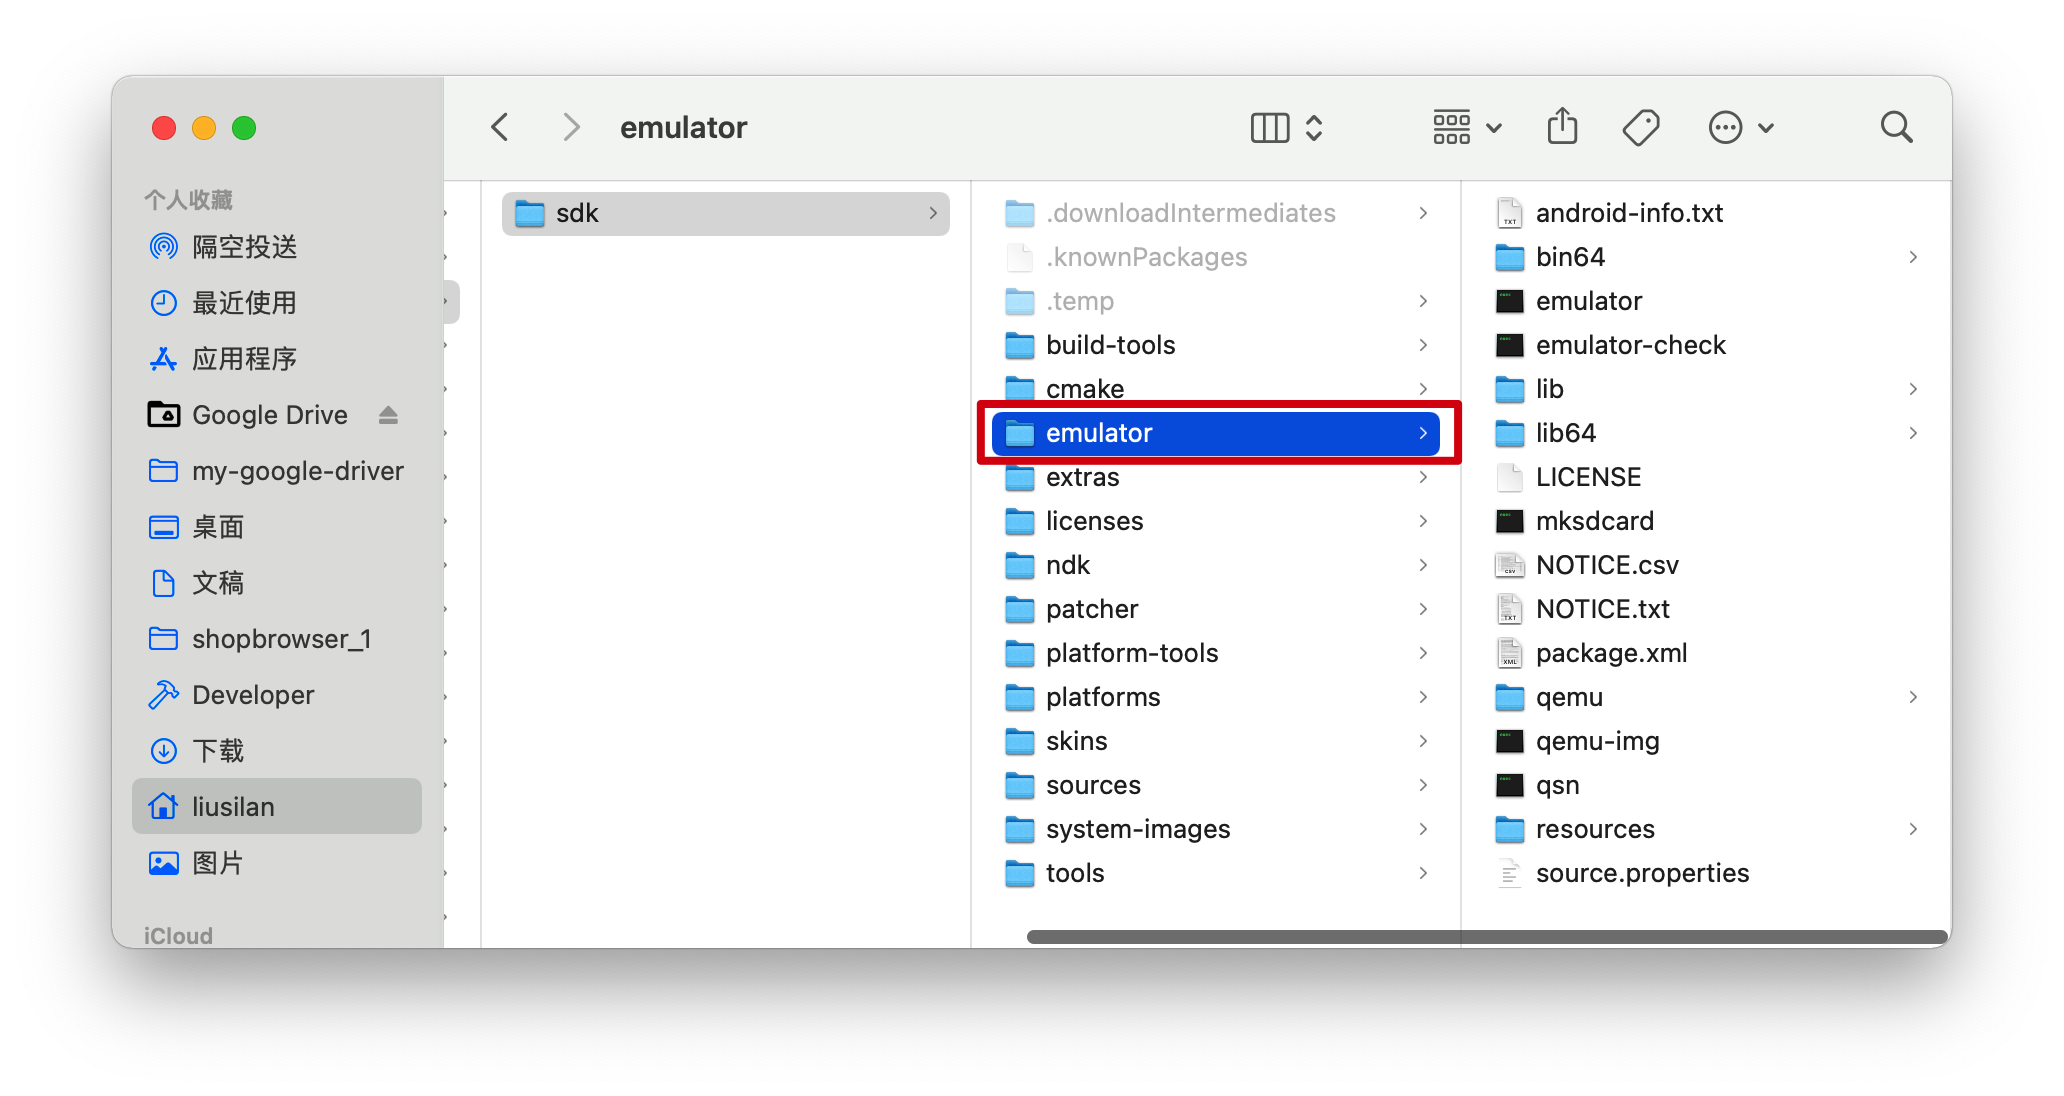 emulator
个人收藏
隔空投送
最近使用
应用程序
Google Drive
my-google-driver
桌面
文稿
shopbrowser_1
Developer
下载
liusilan
图片
iCloud
sdk
.downloadIntermediates
.knownPackages
.temp
build-tools
cmake
emulator
extras
licenses
ndk
patcher
platform-tools
platforms
skins
sources
system-images
tools
android-info.txt
bin64
emulator
emulator-check
lib
lib64
LICENSE
mksdcard
NOTICE.csv
NOTICE.txt
package.xml
qemu
qemu-img
qsn
resources
source.properties